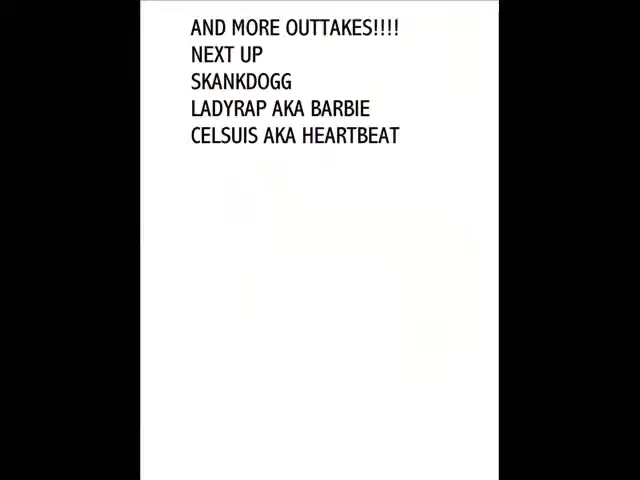 AND MORE OUTTAKES!!!!
NEXT UP
SKANKDOGG
LADYRAP AKA BARBIE
CELSUIS AKA HEARTBEAT